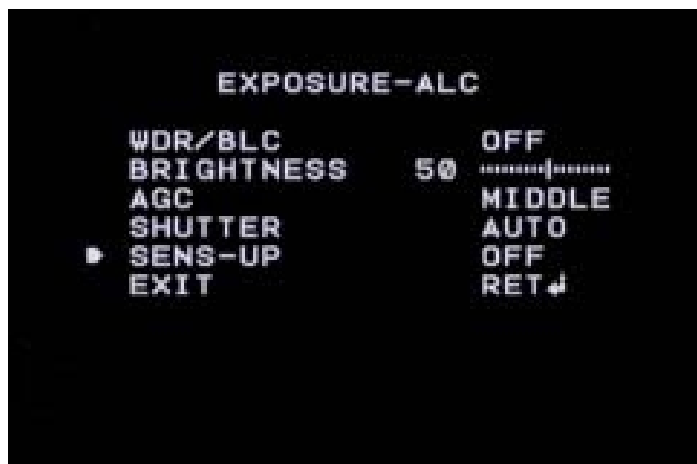 EXPOSURE-ALC
WDR/BLC OFF
BRIGHTNESS 50
AGC MIDDLE
SHUTTER AUTO
SENS-UP OFF
EXIT RET↲